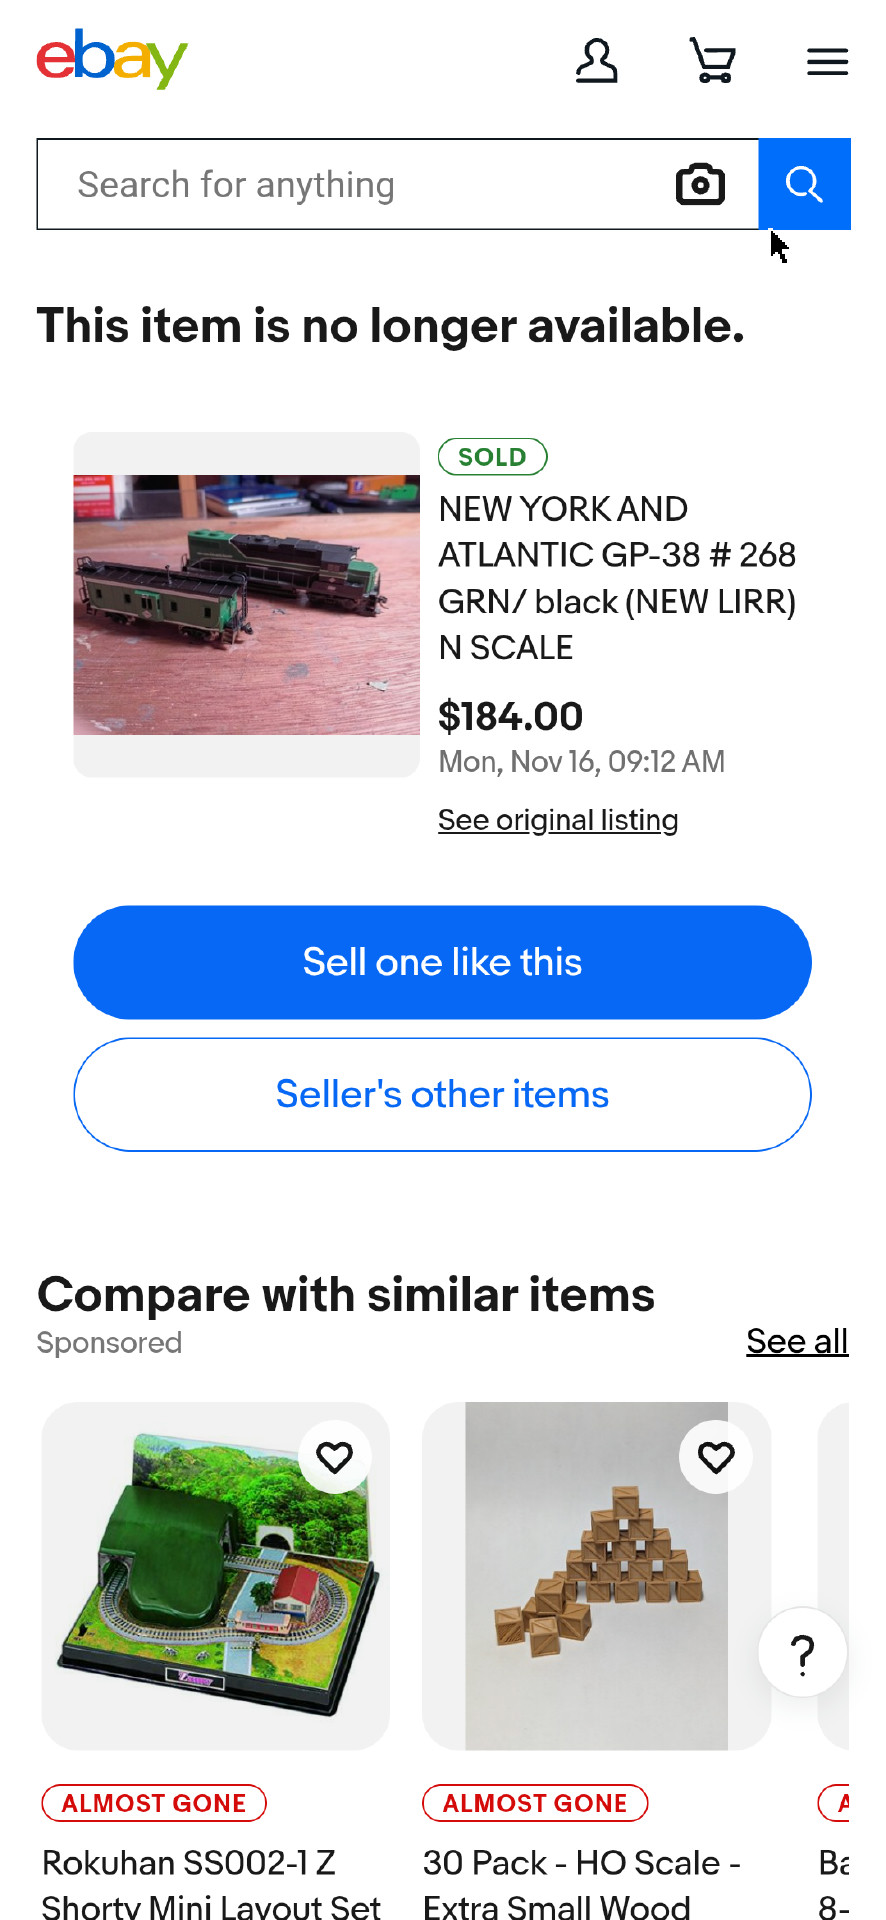 ebay
Search for anything
This item is no longer available.
SOLD
NEW YORK AND
ATLANTIC GP-38 # 268
GRN/ black (NEW LIRR)
N SCALE
$184.00
Mon, Nov 16, 09:12 AM
See original listing
Sell one like this
Seller's other items
Compare with similar items
Sponsored
See all
?
ALMOST GONE
ALMOST GONE
A
Rokuhan SS002-1 Z
Shorty Mini Layout Set
30 Pack - HO Scale -
Extra Small Wood
Ba
8-